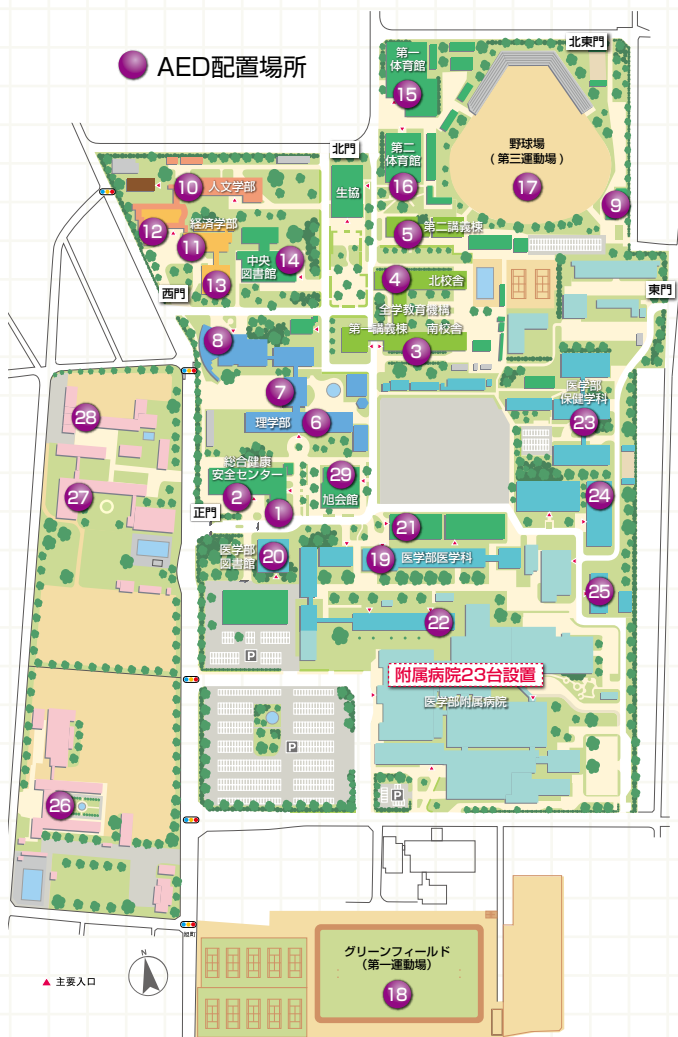 AED配置場所
北東門
第一
体育館
15
野球場
(第三運動場)
17
北門
第二
体育館
16
生協
10
人文学部
9
12
経済学部
11
5
第二講義棟
中央
図書館
14
13
西門
4
北校舎
東門
全学教育機構
第一講義棟
南校舎
3
8
7
医学部
保健学科
23
28
理学部
6
総合健康
安全センター
2
29
旭会館
24
27
正門
1
21
医学部
図書館
20
19
医学部医学科
25
22
P
附属病院23台設置
医学部附属病院
P
P
26
旭町
N
主要入口
グリーンフィールド
(第一運動場)
18